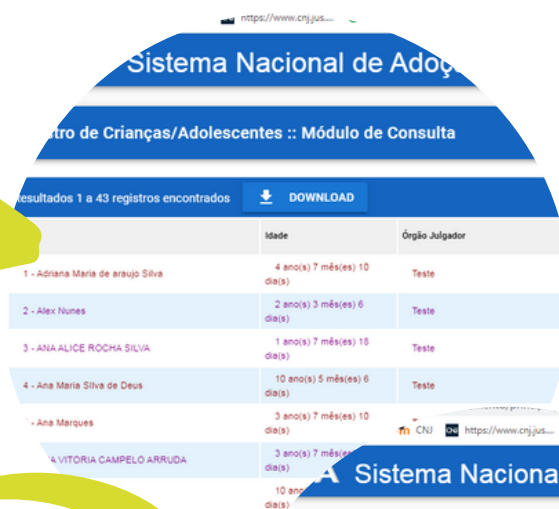 https://www.cnj.jus....
Sistema Nacional de Adoç
tro de Crianças/Adolescentes :: Módulo de Consulta
esultados 1 a 43 registros encontrados DOWNLOAD
Idade Órgão Julgador
1 - Adriana Maria de araujo Silva 4 ano(s) 7 mês(es) 10 dia(s) Teste
2 - Alex Nunes 2 ano(s) 3 mês(es) 6 dia(s) Teste
3 - ANA ALICE ROCHA SILVA 1 ano(s) 7 mês(es) 18 dia(s) Teste
4 - Ana Maria Silva de Deus 10 ano(s) 5 mês(es) 6 dia(s) Teste
- Ana Marques 3 ano(s) 7 mês(es) 10 dia(s)
A VITORIA CAMPELO ARRUDA 3 ano(s) 7 mês(es dia(s)
10 ano dia(s)
CNJ https://www.cnj.jus....
A Sistema Naciona